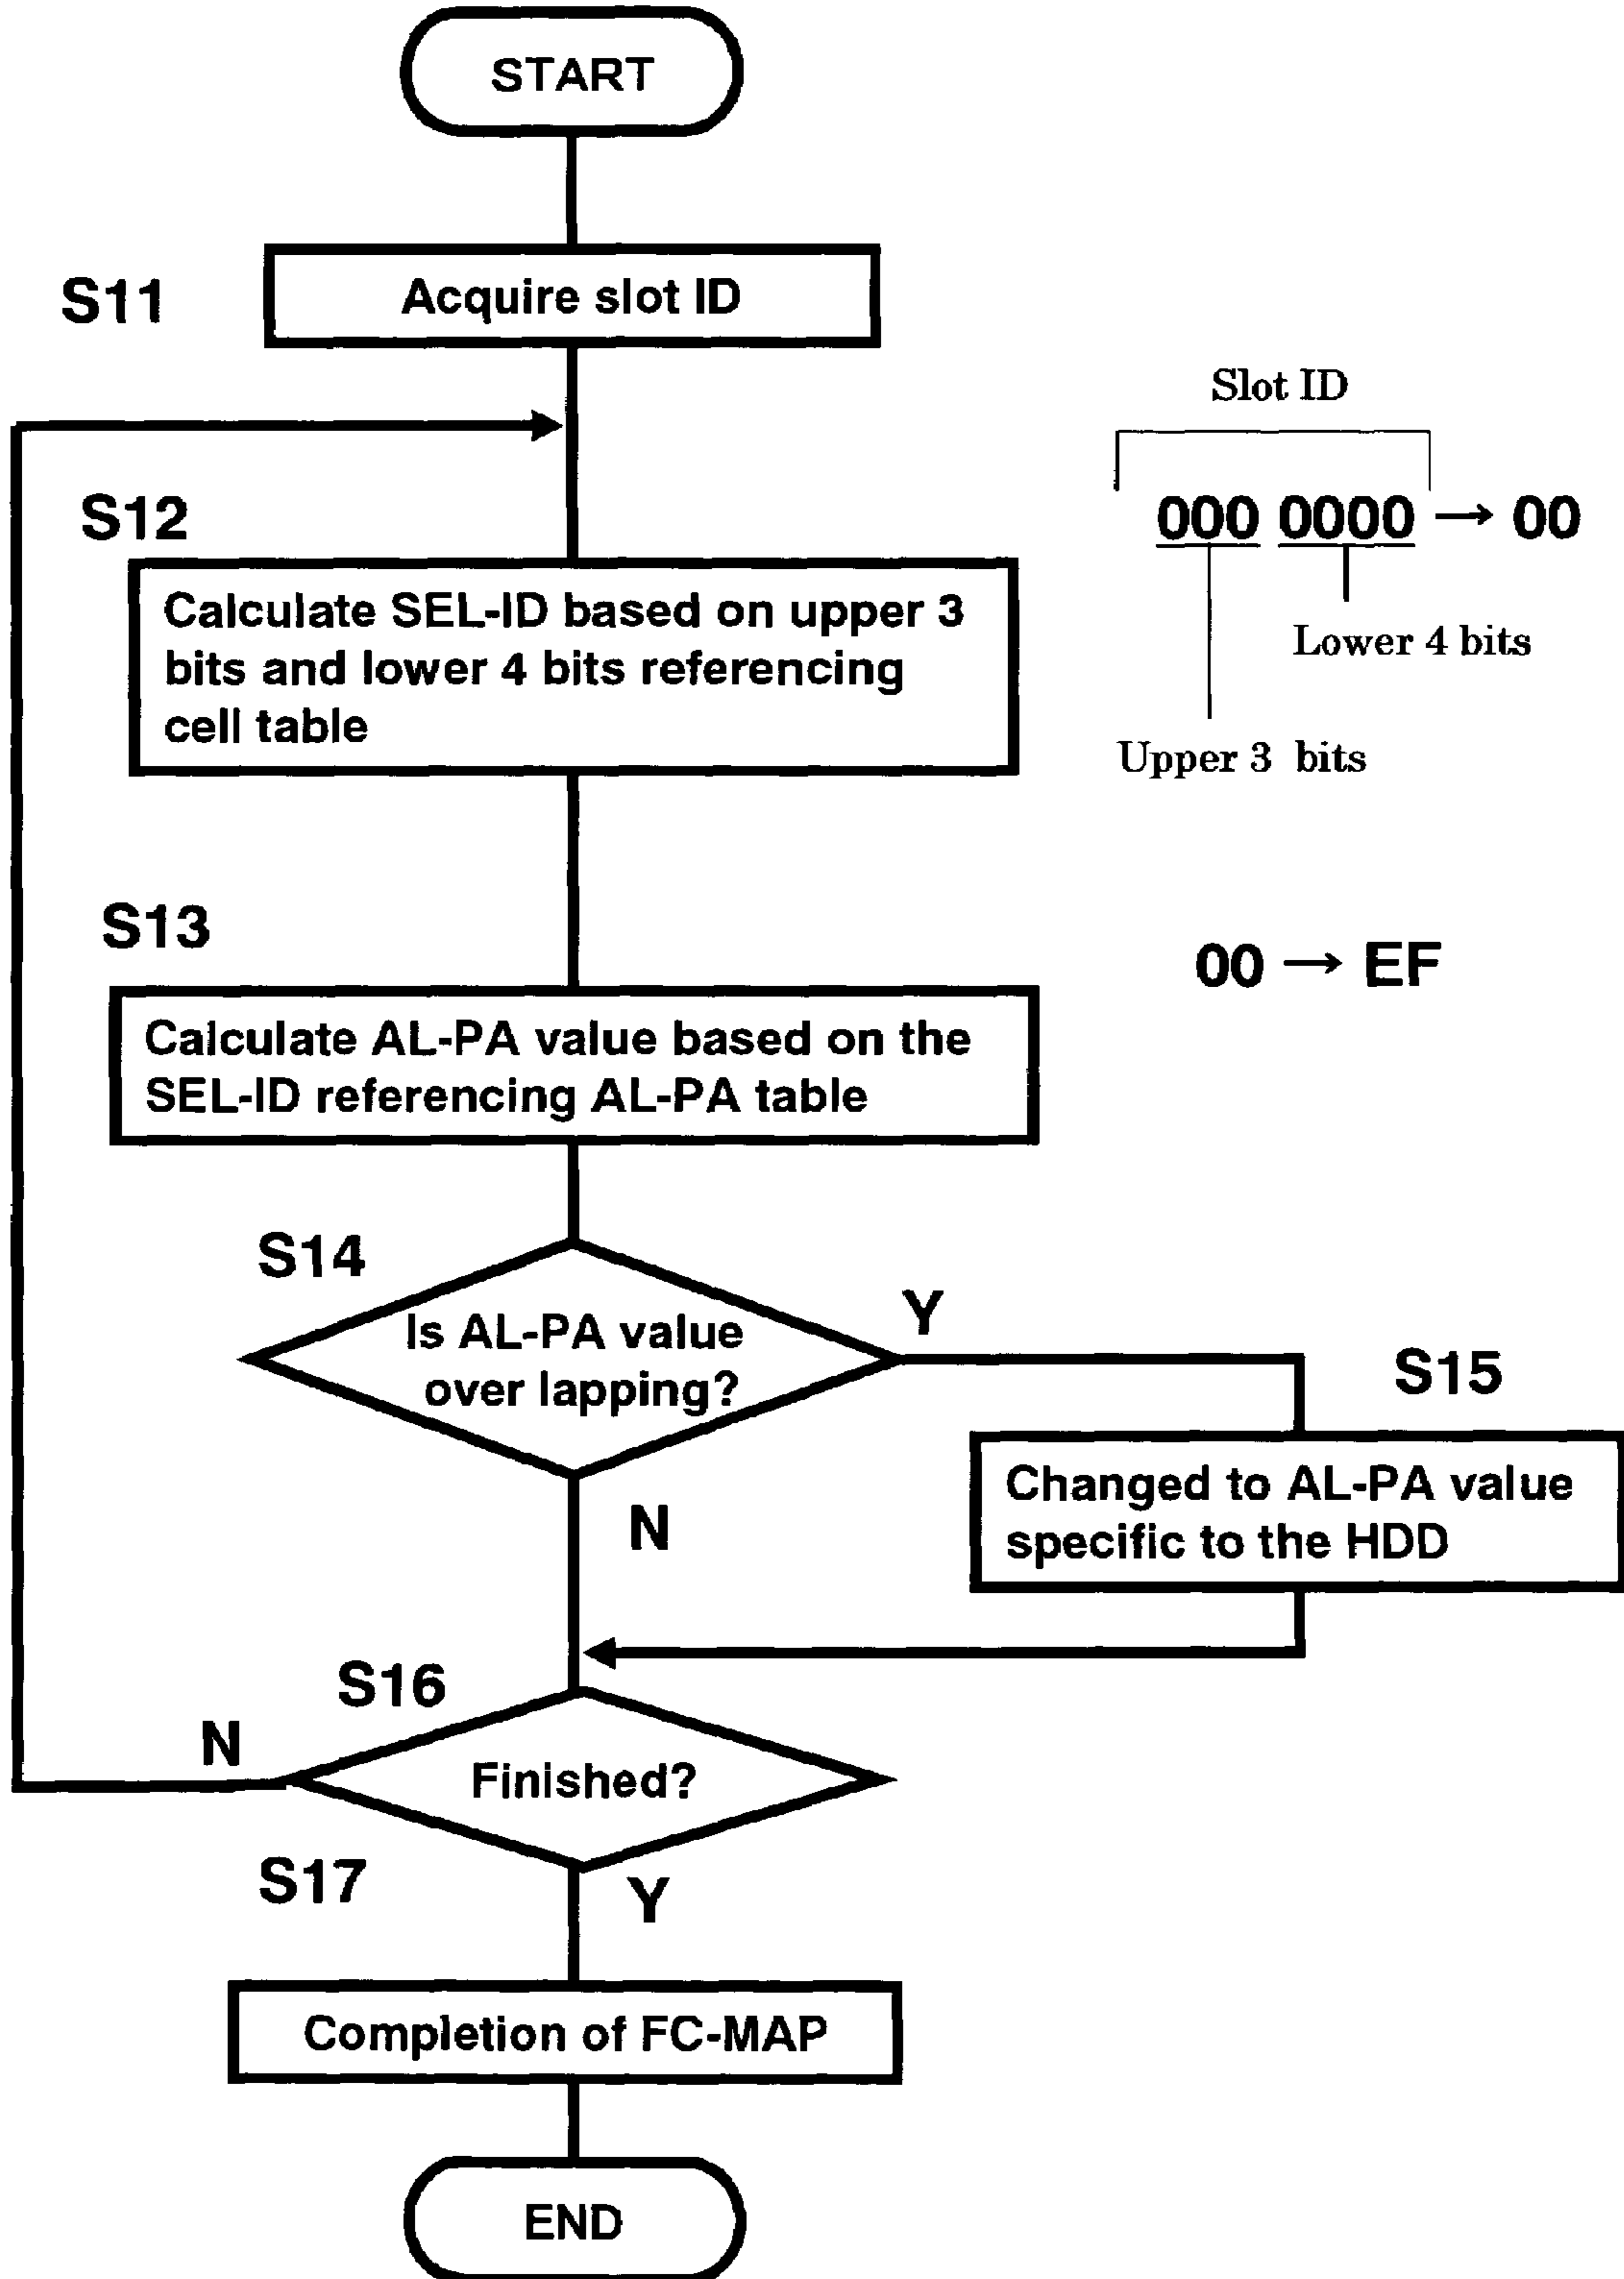 START
S11
Acquire slot ID
Slot ID
000 0000 → 00
Lower 4 bits
Upper 3 bits
S12
Calculate SEL-ID based on upper 3
bits and lower 4 bits referencing
cell table
S13
00 → EF
Calculate AL-PA value based on the
SEL-ID referencing AL-PA table
S14
Is AL-PA value
over lapping?
Y
N
S15
Changed to AL-PA value
specific to the HDD
S16
N
Finished?
S17
Y
Completion of FC-MAP
END